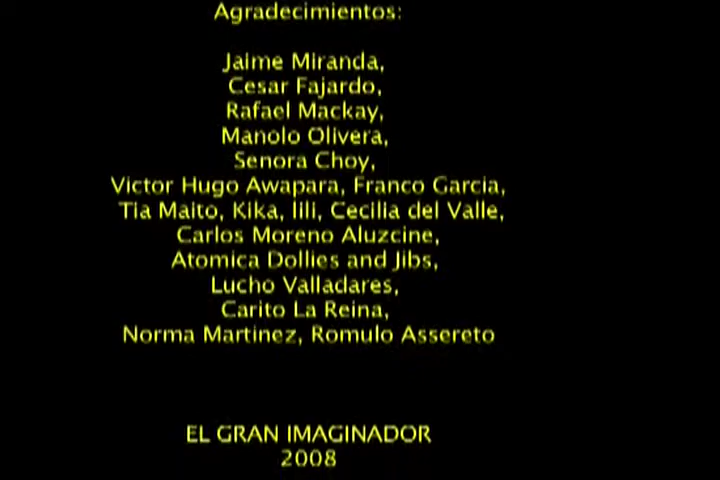 Agradecimientos:
Jaime Miranda,
Cesar Fajardo,
Rafael Mackay,
Manolo Olivera,
Senora Choy,
Victor Hugo Awapara, Franco Garcia,
Tia Maito, Kika, lili, Cecilia del Valle,
Carlos Moreno Aluzcine,
Atomica Dollies and Jibs,
Lucho Valladares,
Carito La Reina,
Norma Martinez, Romulo Assereto
EL GRAN IMAGINADOR
2008